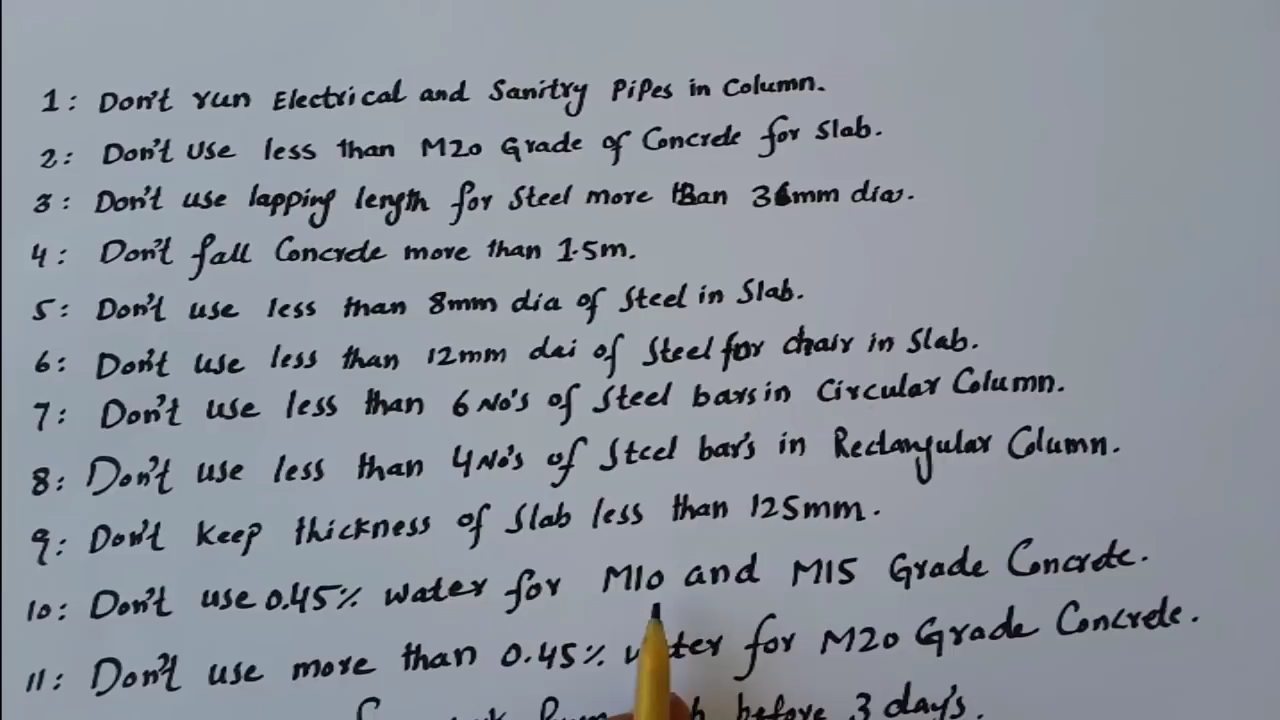 1: Don't run Electrical and Sanitry Pipes in Column.
2: Don't Use less than M20 Grade of Concrete for Slab.
3: Don't use lapping length for Steel more than 36mm dia.
4: Don't fall Concrete more than 1.5m.
5: Don't use less than 8mm dia of Steel in Slab.
6: Don't use less than 12mm dai of Steel for chair in Slab.
7: Don't use less than 6 No's of Steel bars in Circular Column.
8: Don't use less than 4 No's of Steel bar's in Rectangular Column.
9: Don't Keep thickness of Slab less than 125mm.
10: Don't use 0.45% water for M10 and M15 Grade Concrete.
11: Don't use more than 0.45% water for M20 Grade Concrete.
before 3 day's.